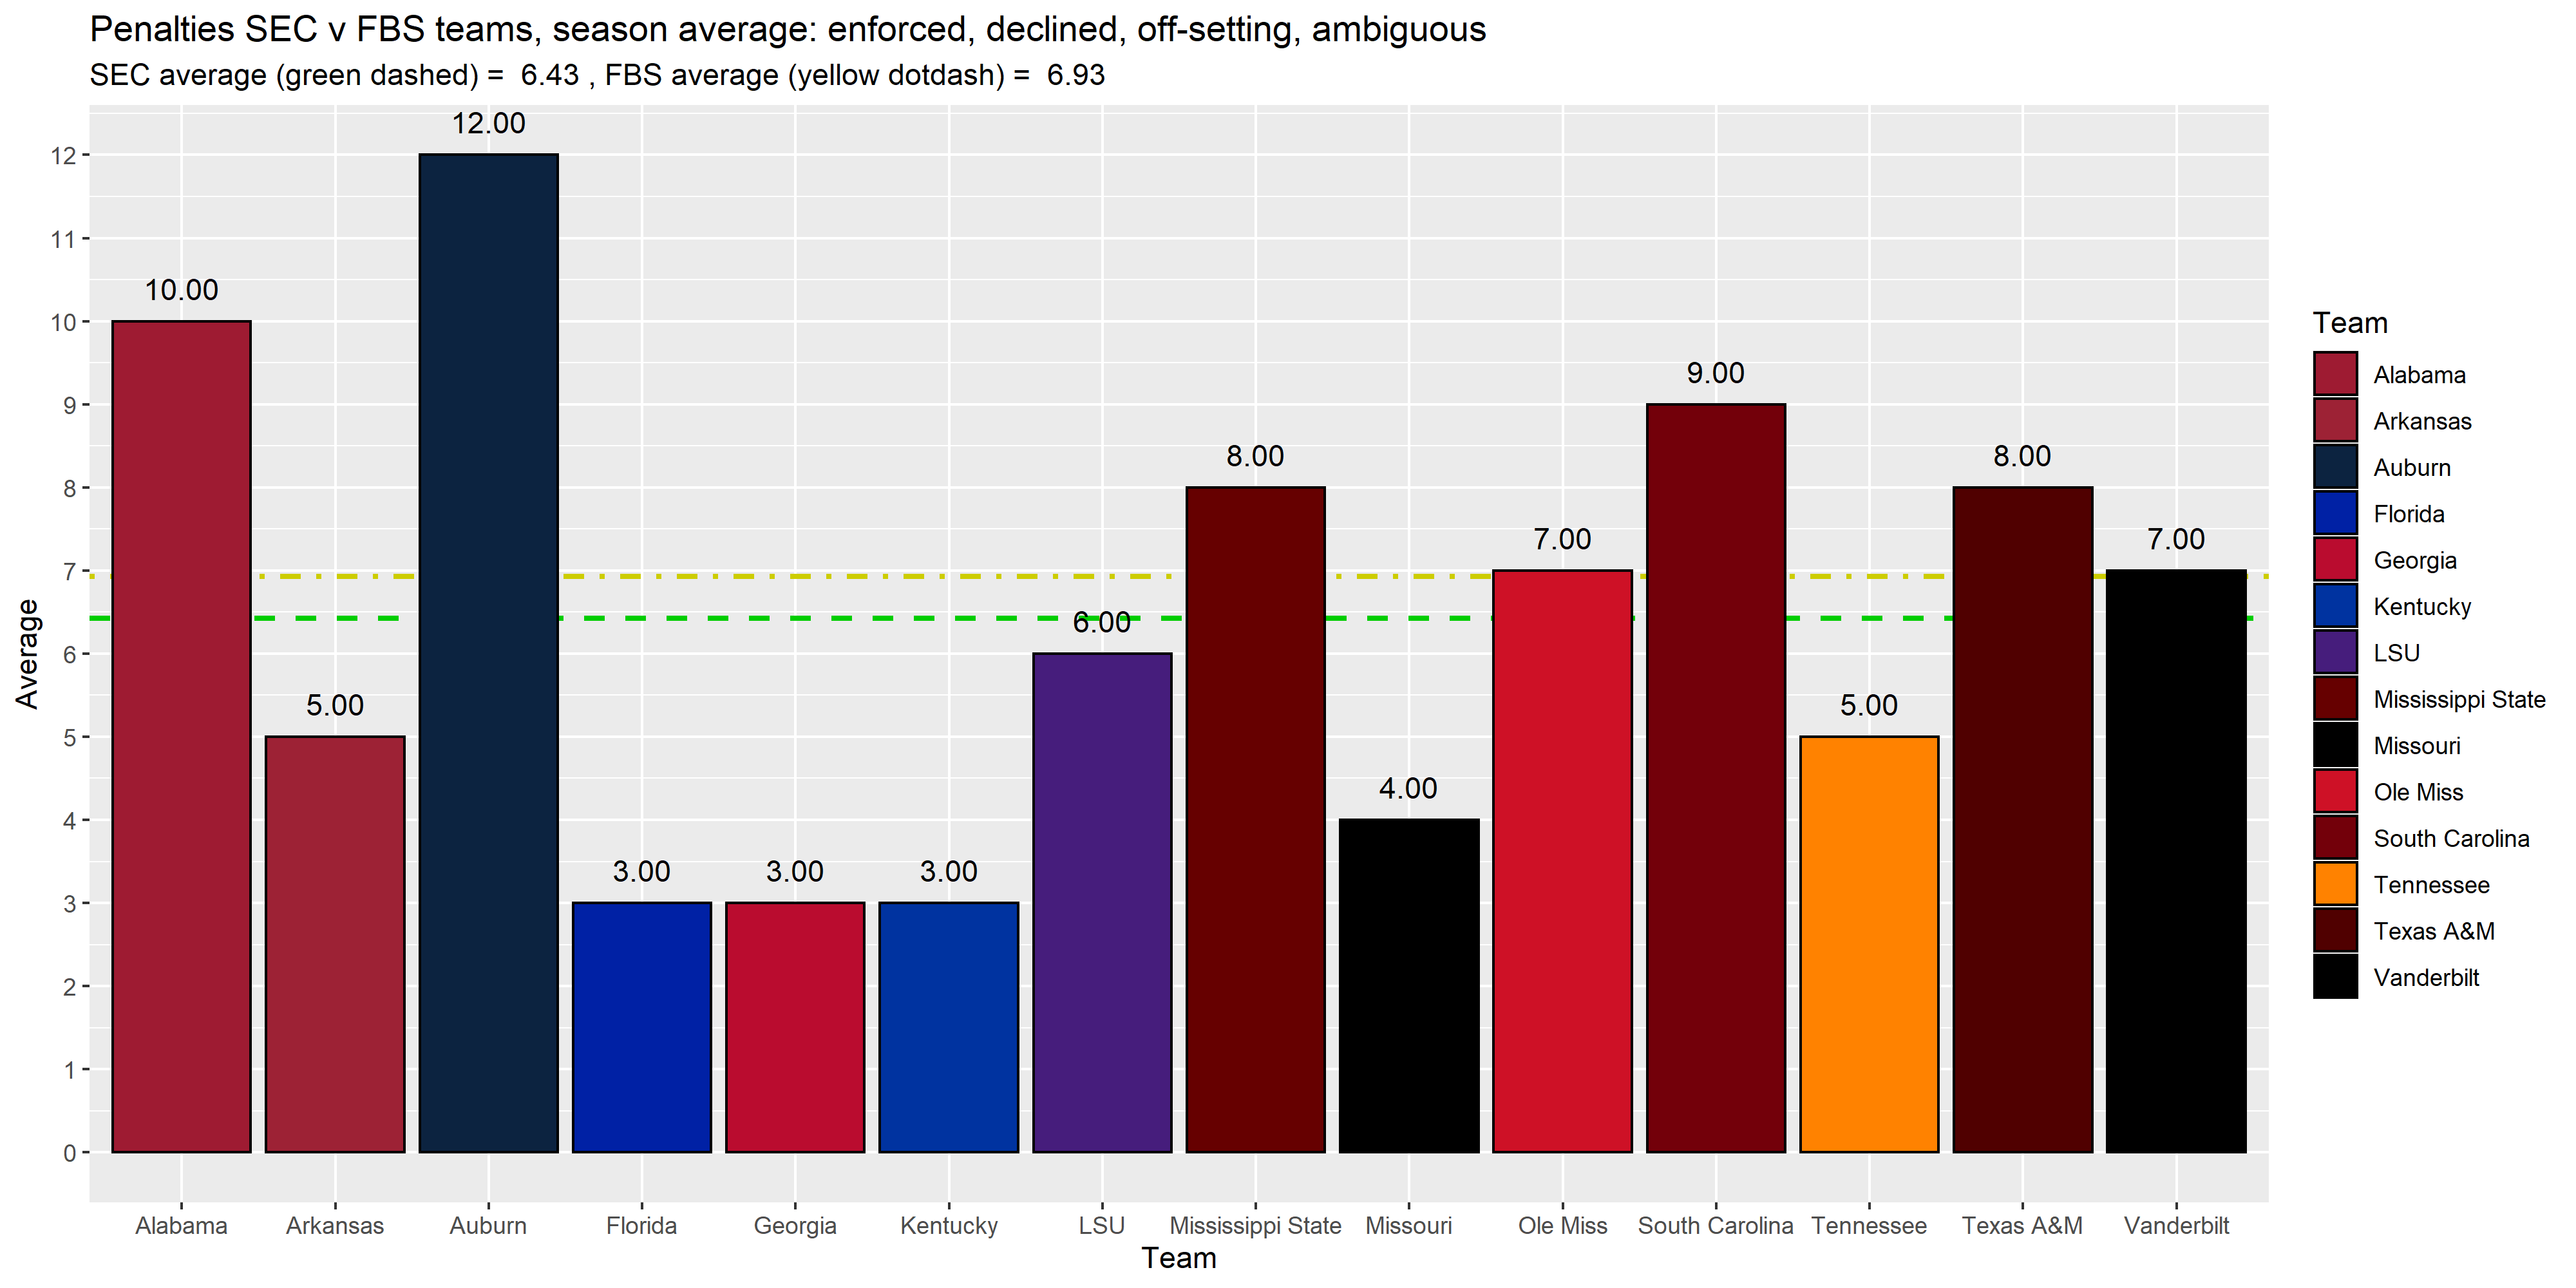 Penalties SEC v FBS teams, season average: enforced, declined, off-setting, ambiguous
SEC average (green dashed) =  6.43 , FBS average (yellow dotdash) =  6.93
Average
12
11
10
9
8
7
6
5
4
3
2
1
0
10.00
5.00
12.00
3.00
3.00
3.00
6.00
8.00
4.00
7.00
9.00
5.00
8.00
7.00
Alabama
Arkansas
Auburn
Florida
Georgia
Kentucky
LSU
Mississippi State
Missouri
Ole Miss
South Carolina
Tennessee
Texas A&M
Vanderbilt
Team
Team
Alabama
Arkansas
Auburn
Florida
Georgia
Kentucky
LSU
Mississippi State
Missouri
Ole Miss
South Carolina
Tennessee
Texas A&M
Vanderbilt